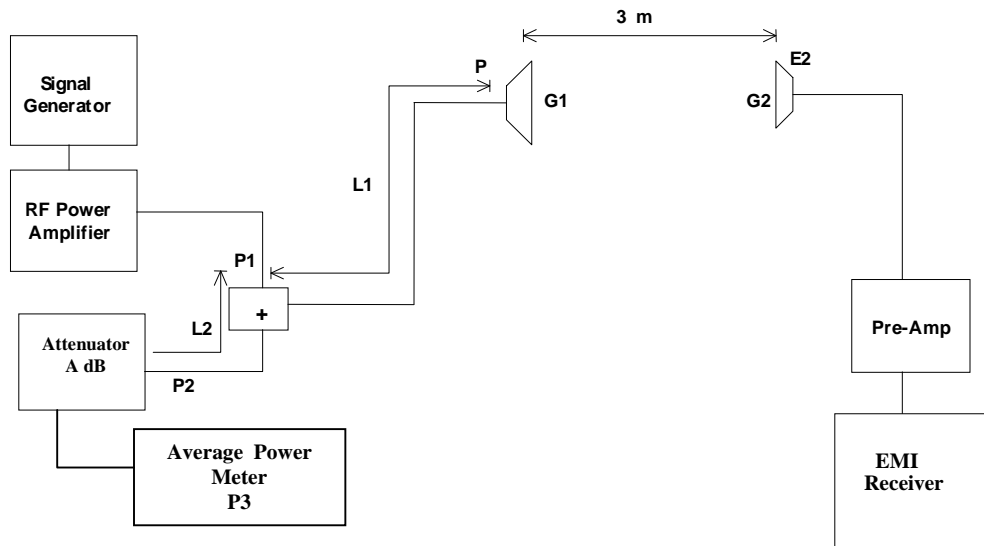 3 m
Signal
Generator
P
E2
G1
G2
L1
RF Power
Amplifier
P1
+
L2
Attenuator
A dB
P2
Pre-Amp
Average Power
Meter
P3
EMI
Receiver